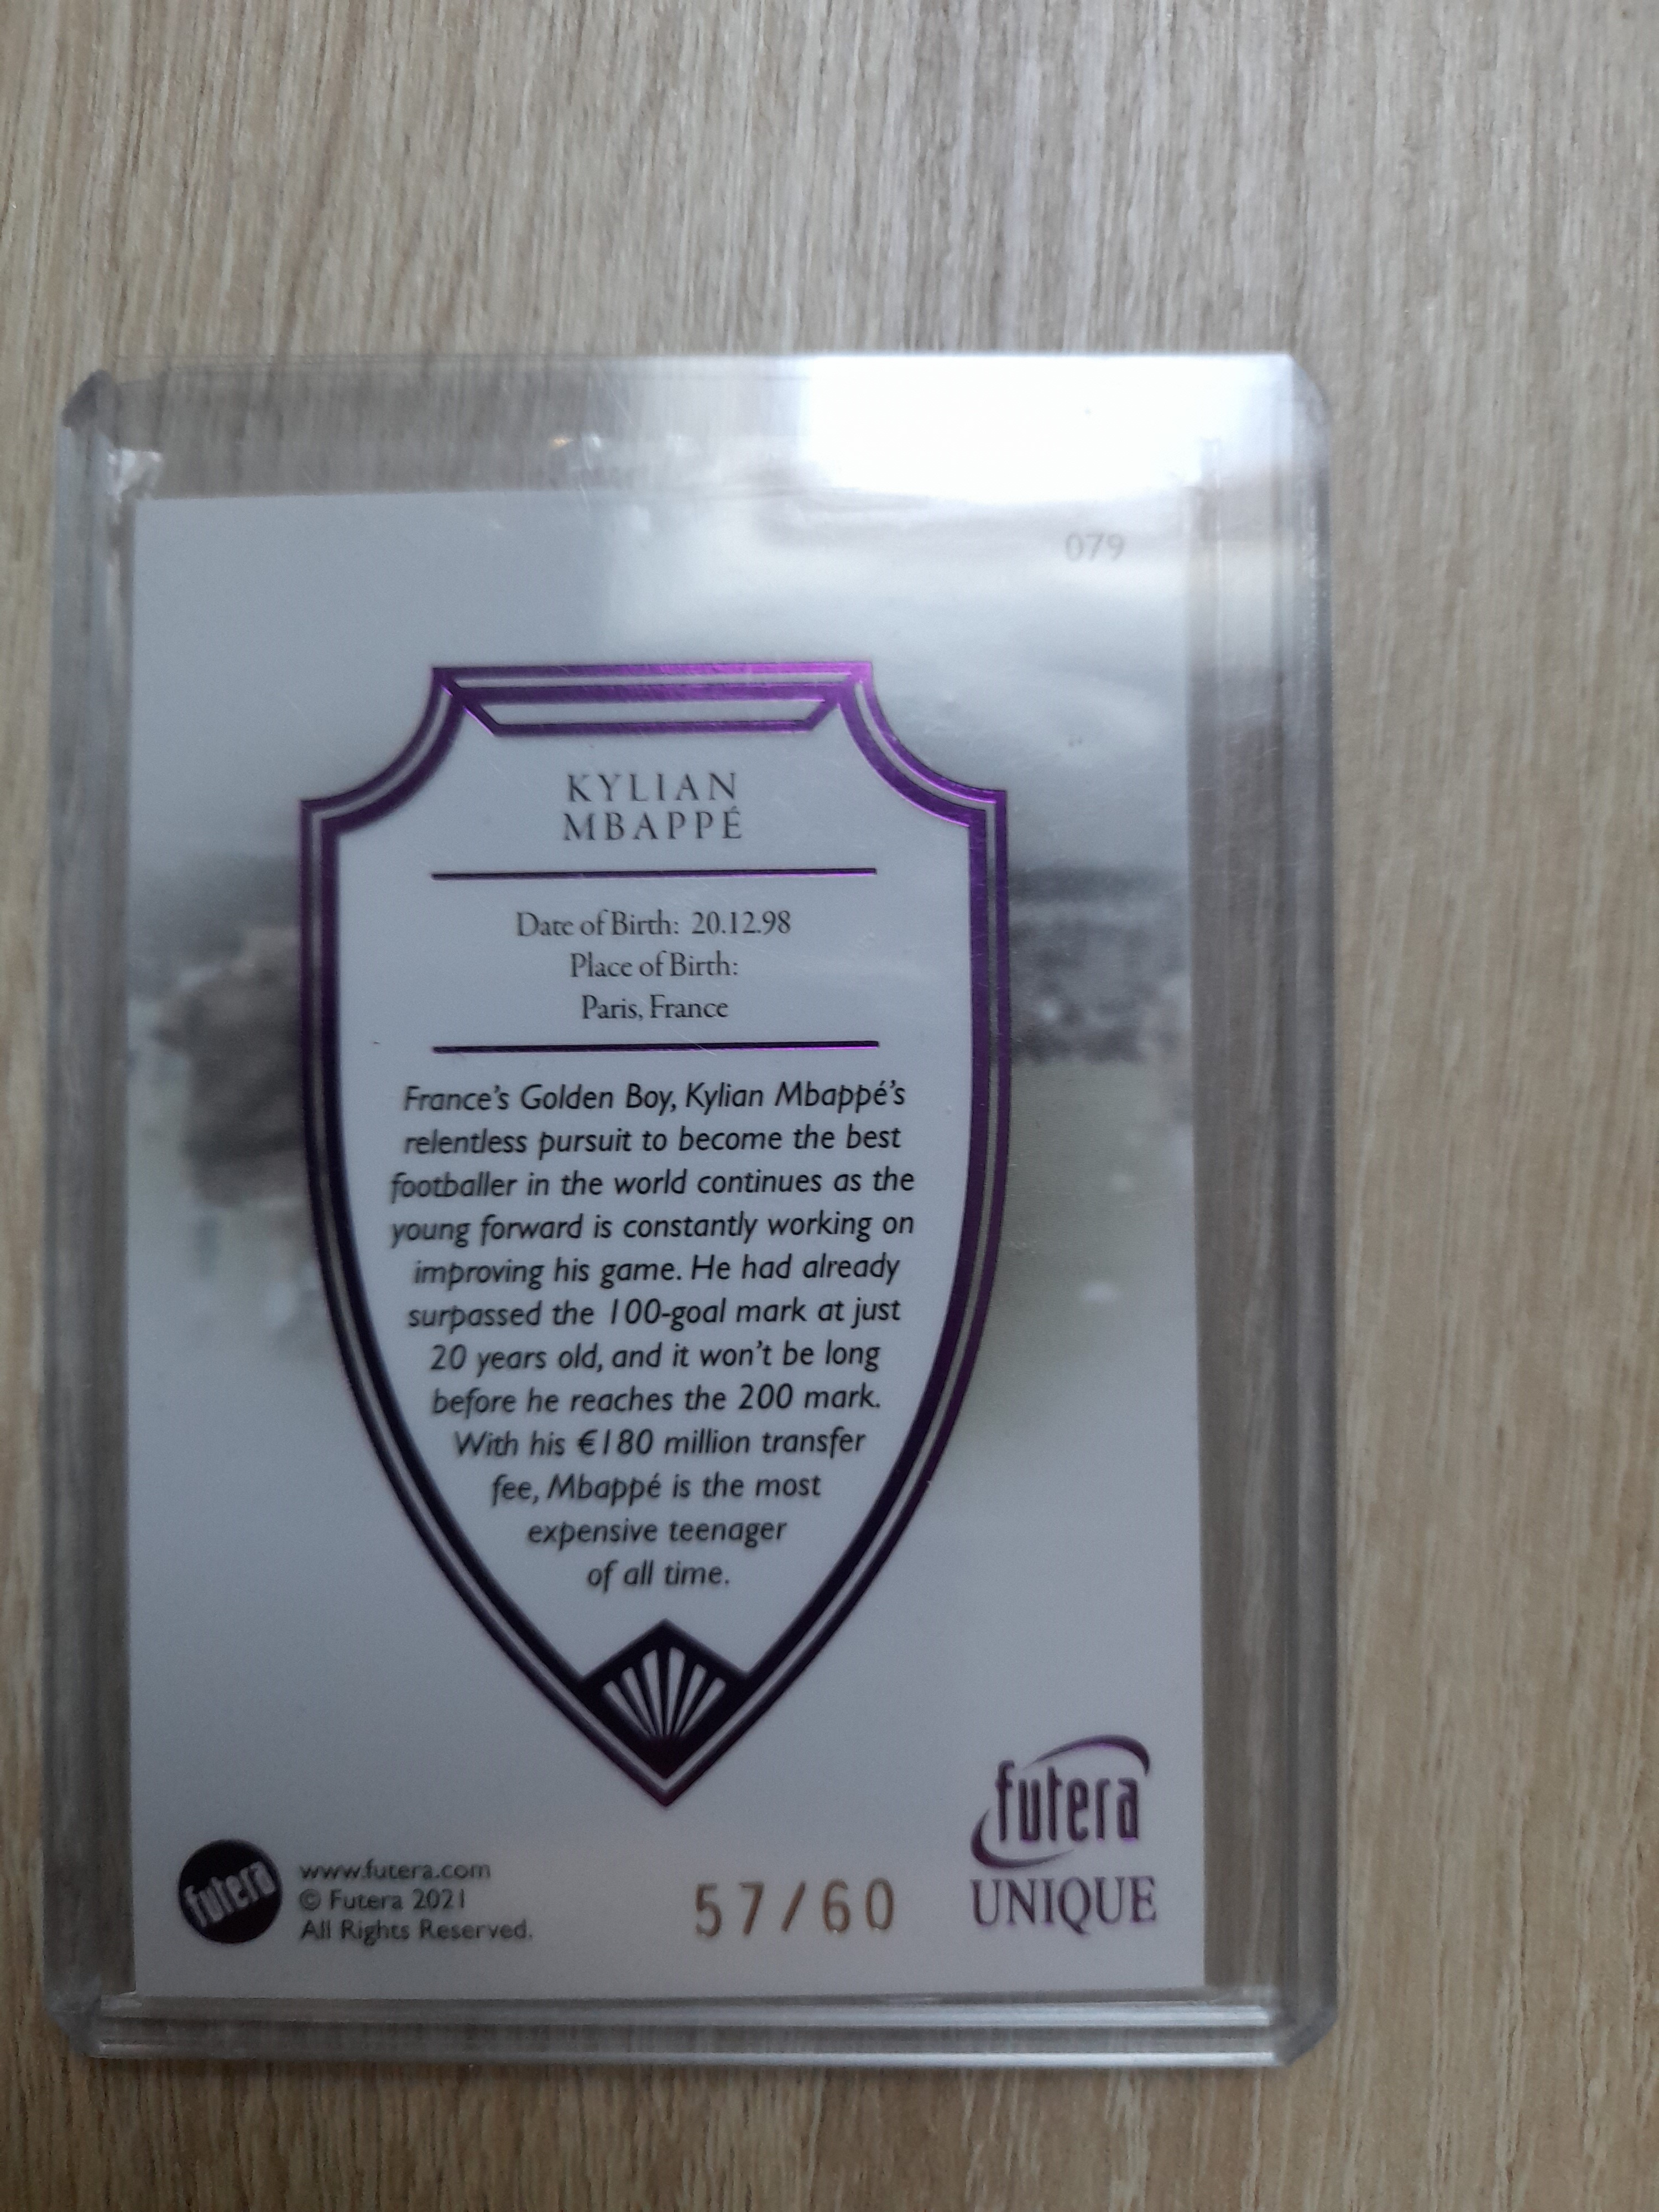 079
KYLIAN
MBAPPÉ
Date of Birth: 20.12.98
Place of Birth:
Paris, France
France's Golden Boy, Kylian Mbappé's
relentless pursuit to become the best
footballer in the world continues as the
young forward is constantly working on
improving his game. He had already
surpassed the 100-goal mark at just
20 years old, and it won't be long
before he reaches the 200 mark.
With his €180 million transfer
fee, Mbappé is the most
expensive teenager
of all time.
futera
www.futera.com
© Futera 2021
All Rights Reserved.
57/60
futera
UNIQUE